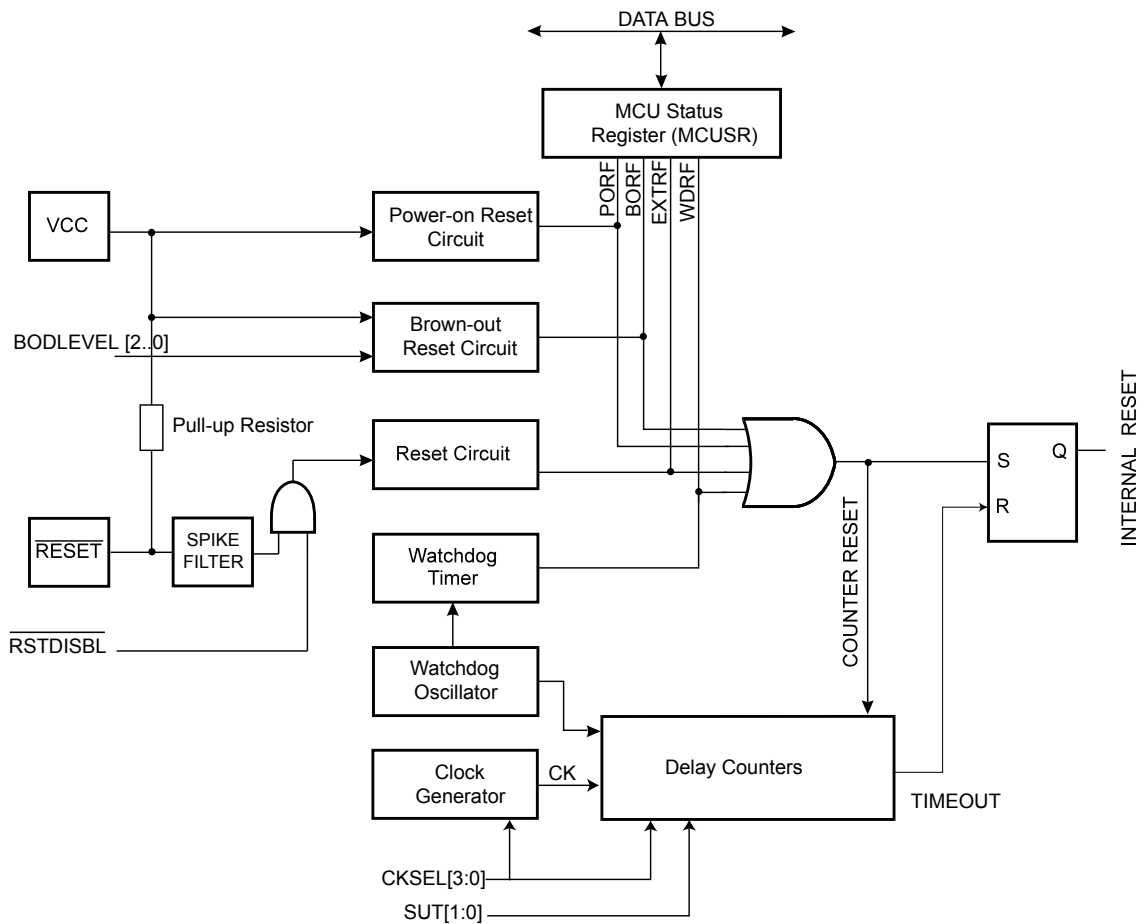 DATA BUS
MCU Status
Register (MCUSR)
PORF
BORF
EXTRF
WDRF
VCC
Power-on Reset
Circuit
BODLEVEL [2..0]
Brown-out
Reset Circuit
Pull-up Resistor
Reset Circuit
S
Q
R
INTERNAL RESET
RESET
SPIKE
FILTER
Watchdog
Timer
COUNTER RESET
RSTDISBL
Watchdog
Oscillator
Clock
Generator
CK
Delay Counters
TIMEOUT
CKSEL[3:0]
SUT[1:0]